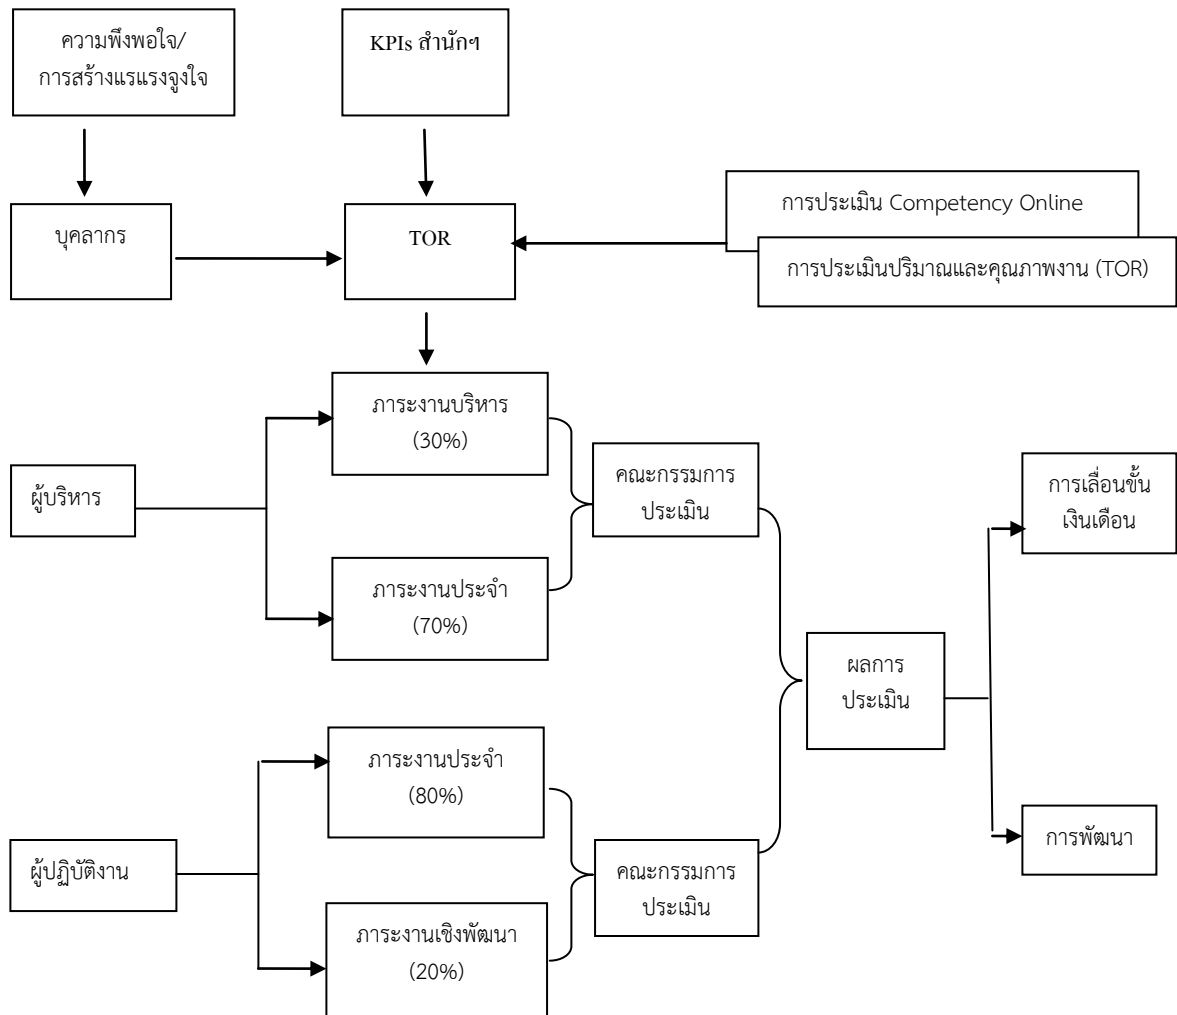 ความพึงพอใจ/
การสร้างแรแรงจูงใจ
KPIs สำนักฯ
การประเมิน Competency Online
บุคลากร
TOR
การประเมินปริมาณและคุณภาพงาน (TOR)
ภาระงานบริหาร
(30%)
ผู้บริหาร
คณะกรรมการ
ประเมิน
การเลื่อนขั้น
เงินเดือน
ภาระงานประจำ
(70%)
ผลการ
ประเมิน
ภาระงานประจำ
(80%)
การพัฒนา
ผู้ปฏิบัติงาน
คณะกรรมการ
ประเมิน
ภาระงานเชิงพัฒนา
(20%)